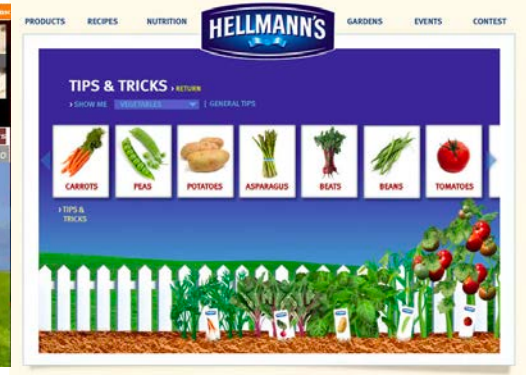 PRODUCTS RECIPES NUTRITION HELLMANN'S GARDENS EVENTS CONTEST
TIPS & TRICKS › RETURN
› SHOW ME VEGETABLES | GENERAL TIPS
CARROTS PEAS POTATOES ASPARAGUS BEATS BEANS TOMATOES
› TIPS &
TRICKS